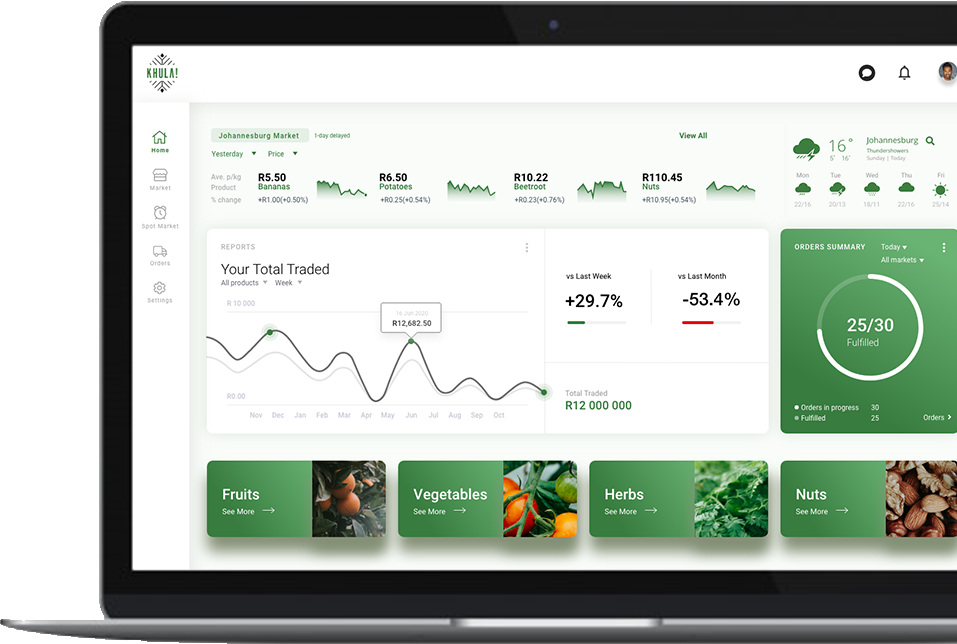 KHULA!
Home
Market
Spot Market
Orders
Settings
Johannesburg Market 1-day delayed
View All
Yesterday Price
Ave. p/kg
Product
% change
R5.50
Bananas
+R1.00(+0.50%)
R6.50
Potatoes
+R0.25(+0.54%)
R10.22
Beetroot
+R0.23(+0.76%)
R110.45
Nuts
+R10.95(+0.54%)
16°
5° 16°
Johannesburg
Thundershowers
Sunday | Today
Mon Tue Wed Thu Fri
22/16 20/13 18/11 22/16 25/14
REPORTS
Your Total Traded
All products Week
R 10 000
16 Jun 2020
R12,682.50
R0.00
Nov Dec Jan Feb Mar Apr May Jun Jul Aug Sep Oct
vs Last Week
+29.7%
vs Last Month
-53.4%
Total Traded
R12 000 000
ORDERS SUMMARY Today
All markets
25/30
Fulfilled
Orders in progress 30
Fulfilled 25
Orders
Fruits
See More
Vegetables
See More
Herbs
See More
Nuts
See More